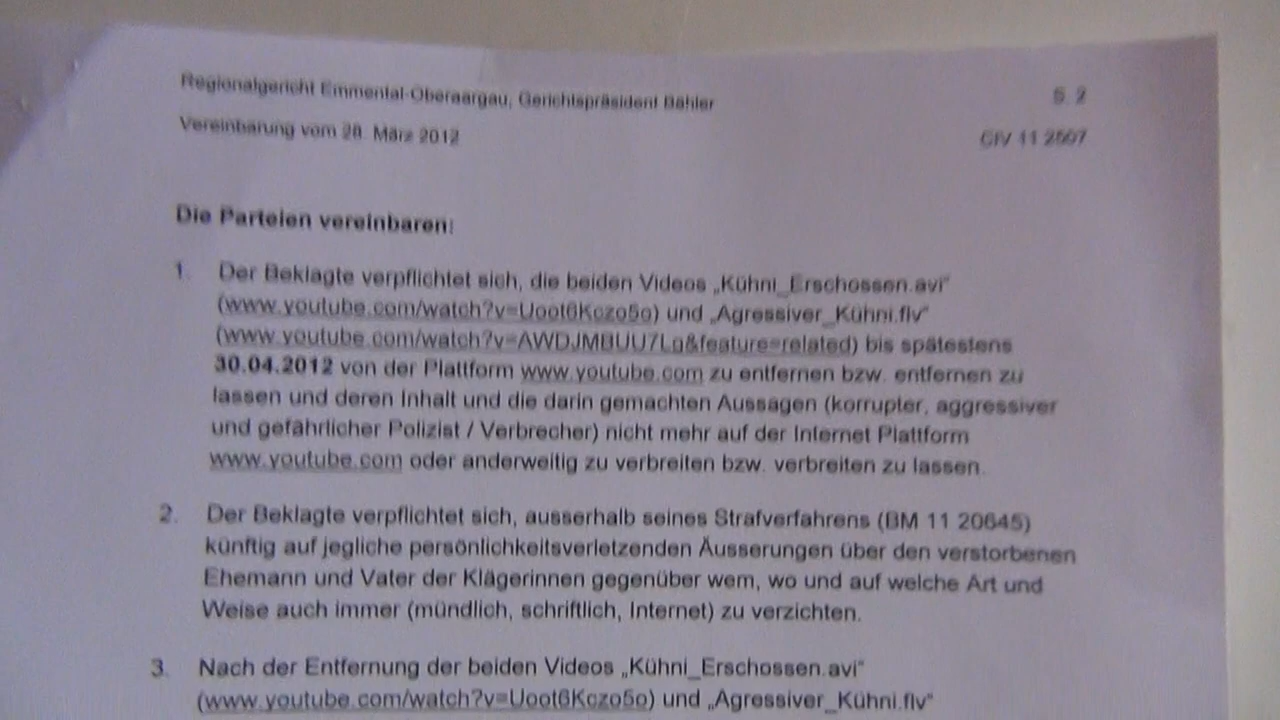 Regionalgericht Emmental-Oberaargau, Gerichtspräsident Bähler
S. 2
Vereinbarung vom 28. März 2012
CIV 11 2507
Die Parteien vereinbaren:
1. Der Beklagte verpflichtet sich, die beiden Videos „Kühni_Erschossen.avi“
(www.youtube.com/watch?v=Uoot6Kczo5o) und „Agressiver_Kühni.flv“
(www.youtube.com/watch?v=AWDJMBUU7Lg&feature=related) bis spätestens
30.04.2012 von der Plattform www.youtube.com zu entfernen bzw. entfernen zu
lassen und deren Inhalt und die darin gemachten Aussagen (korrupter, aggressiver
und gefährlicher Polizist / Verbrecher) nicht mehr auf der Internet Plattform
www.youtube.com oder anderweitig zu verbreiten bzw. verbreiten zu lassen.
2. Der Beklagte verpflichtet sich, ausserhalb seines Strafverfahrens (BM 11 20645)
künftig auf jegliche persönlichkeitsverletzenden Äusserungen über den verstorbenen
Ehemann und Vater der Klägerinnen gegenüber wem, wo und auf welche Art und
Weise auch immer (mündlich, schriftlich, Internet) zu verzichten.
3. Nach der Entfernung der beiden Videos „Kühni_Erschossen.avi“
(www.youtube.com/watch?v=Uoot6Kczo5o) und „Agressiver_Kühni.flv“